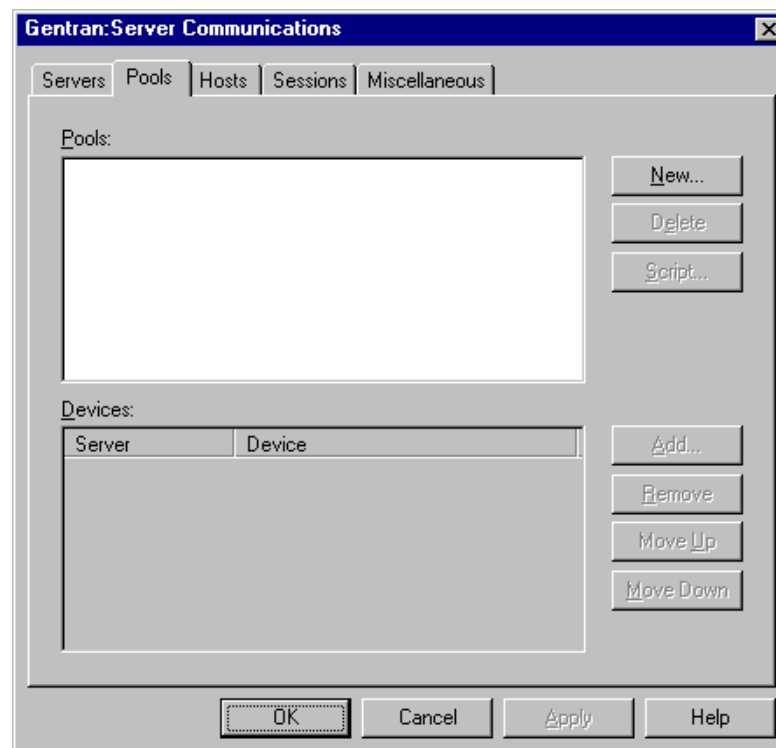 Gentran:Server Communications
Servers Pools Hosts Sessions Miscellaneous
Pools:
New...
Delete
Script...
Devices:
Server Device
Add...
Remove
Move Up
Move Down
OK Cancel Apply Help